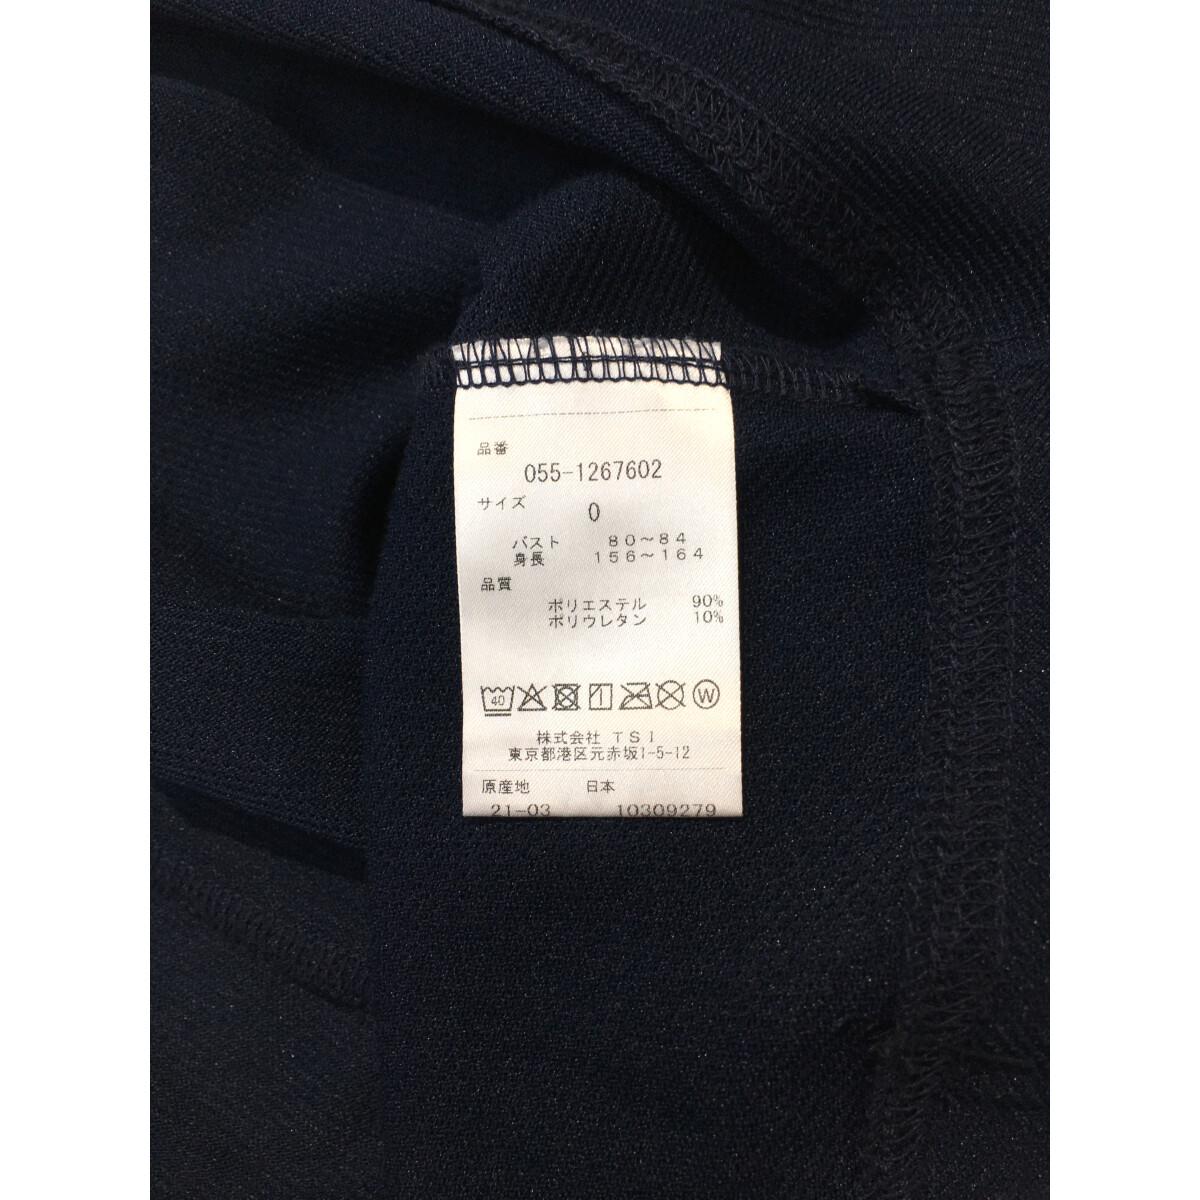 品番
055-1267602
サイズ
0
バスト 80～84
身長 156～164
品質
ポリエステル 90%
ポリウレタン 10%
40 W
株式会社 TSI
東京都港区元赤坂1-5-12
原産地 日本
21-03 10309279